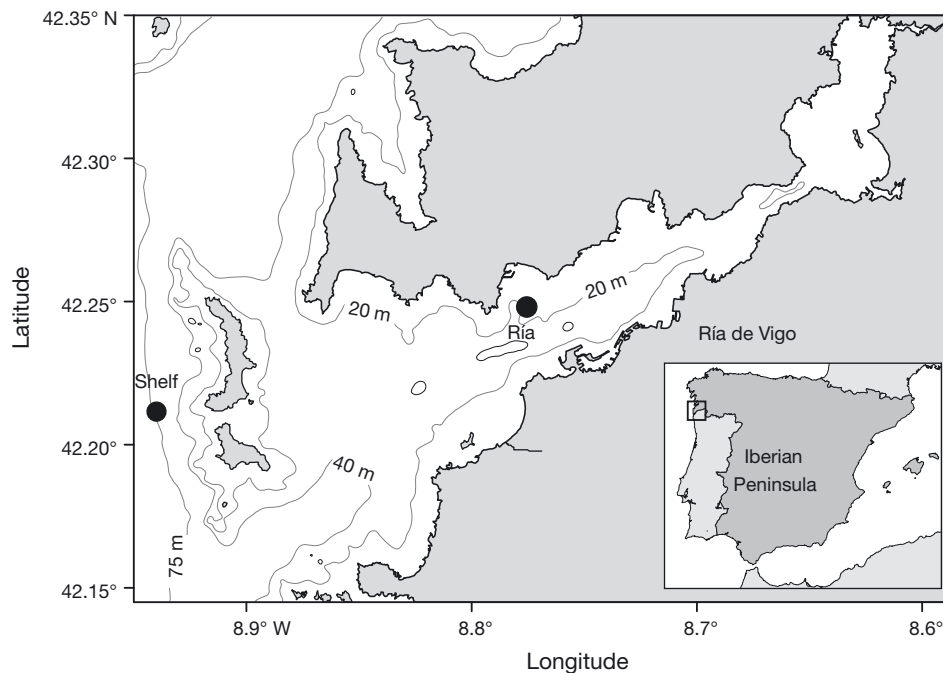 42.35° N
42.30°
42.25°
42.20°
42.15°
Latitude
20 m
20 m
Ría
Ría de Vigo
Shelf
40 m
75 m
Iberian
Peninsula
8.9° W
8.8°
8.7°
8.6°
Longitude